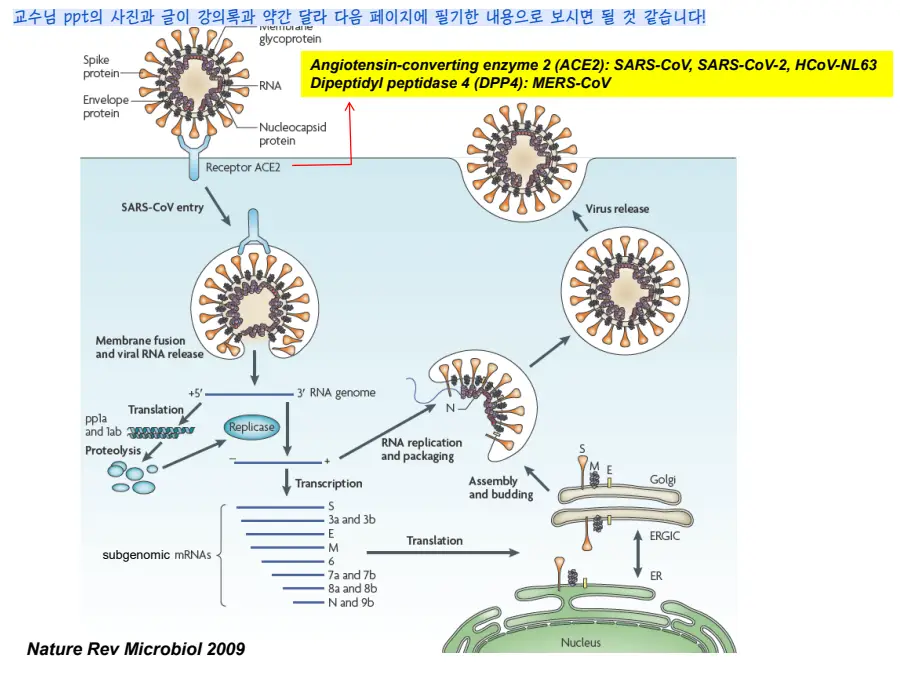 교수님 ppt의 사진과 글이 강의록과 약간 달라 다음 페이지에 필기한 내용으로 보시면 될 것 같습니다!
Membrane
glycoprotein
Spike
protein
RNA
Envelope
protein
Nucleocapsid
protein
Angiotensin-converting enzyme 2 (ACE2): SARS-CoV, SARS-CoV-2, HCoV-NL63
Dipeptidyl peptidase 4 (DPP4): MERS-CoV
Receptor ACE2
SARS-CoV entry
Virus release
Membrane fusion
and viral RNA release
+5′
3′ RNA genome
Translation
pp1a
and 1ab
Replicase
Proteolysis
−
+
N
RNA replication
and packaging
Transcription
Assembly
and budding
S
M
E
Golgi
ERGIC
ER
Nucleus
subgenomic mRNAs
S
3a and 3b
E
M
6
7a and 7b
8a and 8b
N and 9b
Translation
Nature Rev Microbiol 2009